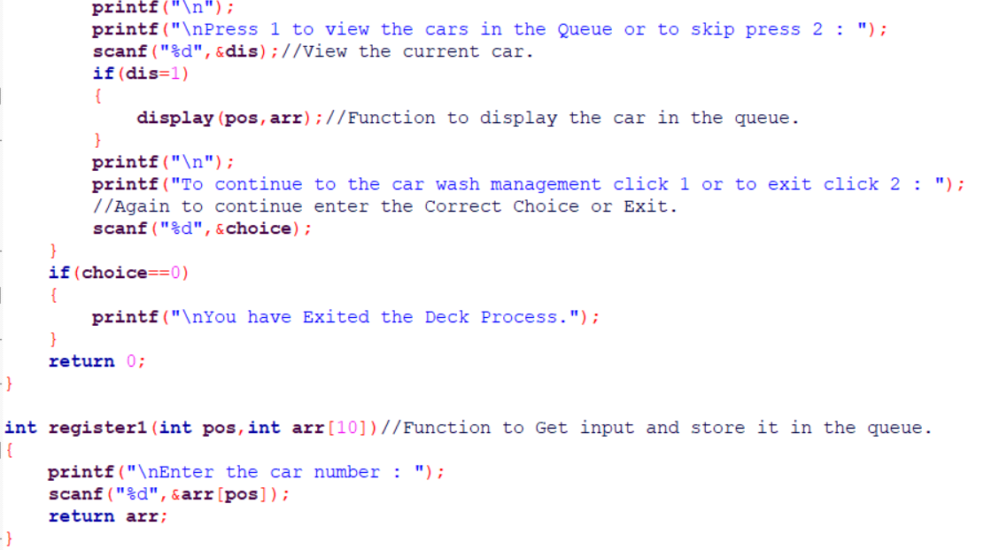 printf("\n");
printf("\nPress 1 to view the cars in the Queue or to skip press 2 : ");
scanf("%d",&dis);//View the current car.
if(dis=1)
{
display(pos,arr);//Function to display the car in the queue.
}
printf("\n");
printf("To continue to the car wash management click 1 or to exit click 2 : ");
//Again to continue enter the Correct Choice or Exit.
scanf("%d",&choice);
}
if(choice==0)
{
printf("\nYou have Exited the Deck Process.");
}
return 0;
}
int register1(int pos,int arr[10])//Function to Get input and store it in the queue.
{
printf("\nEnter the car number : ");
scanf("%d",&arr[pos]);
return arr;
}